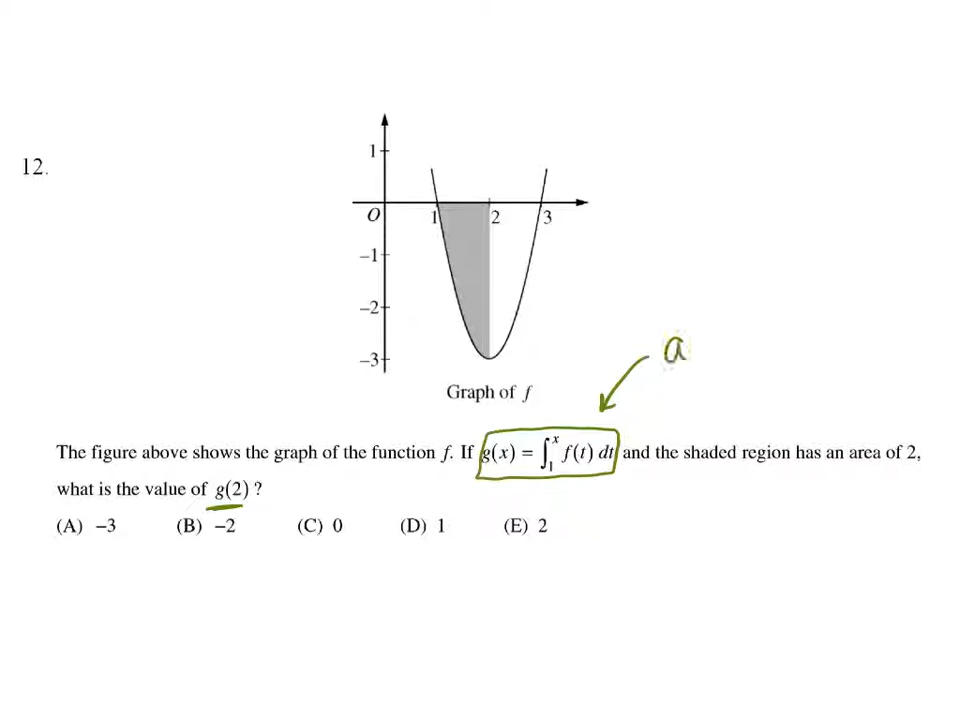 12.
1
O
1
2
3
−1
−2
−3
Graph of f
a
The figure above shows the graph of the function f. If g(x) = ∫₁ˣ f(t) dt and the shaded region has an area of 2,
what is the value of g(2) ?
(A) −3 (B) −2 (C) 0 (D) 1 (E) 2